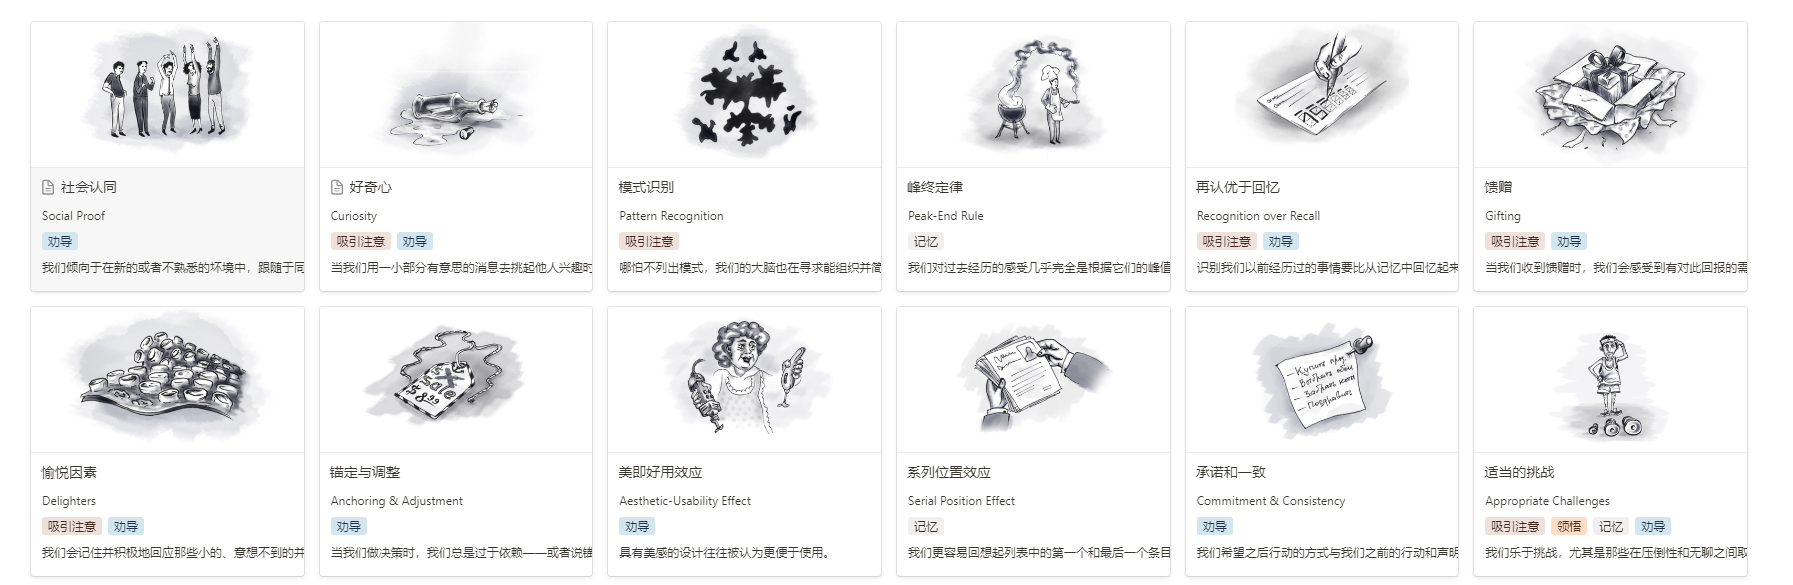 社会认同
Social Proof
劝导
我们倾向于在新的或者不熟悉的环境中，跟随于同
好奇心
Curiosity
吸引注意 劝导
当我们用一小部分有意思的消息去挑起他人兴趣时
模式识别
Pattern Recognition
吸引注意
哪怕不列出模式，我们的大脑也在寻求能组织并简
峰终定律
Peak-End Rule
记忆
我们对过去经历的感受几乎完全是根据它们的峰值
再认优于回忆
Recognition over Recall
吸引注意 劝导
识别我们以前经历过的事情要比从记忆中回忆起来
馈赠
Gifting
吸引注意 劝导
当我们收到馈赠时，我们会感受到有对此回报的需
愉悦因素
Delighters
吸引注意 劝导
我们会记住并积极地回应那些小的、意想不到的并
Sale
$8.99
锚定与调整
Anchoring & Adjustment
劝导
当我们做决策时，我们总是过于依赖——或者说锚
美即好用效应
Aesthetic-Usability Effect
劝导
具有美感的设计往往被认为更便于使用。
系列位置效应
Serial Position Effect
记忆
我们更容易回想起列表中的第一个和最后一个条目
– Купить
– Выбрать обои
– Забрать
– Поздравить
承诺和一致
Commitment & Consistency
劝导
我们希望之后行动的方式与我们之前的行动和声明
适当的挑战
Appropriate Challenges
吸引注意 领悟 记忆 劝导
我们乐于挑战，尤其是那些在压倒性和无聊之间取